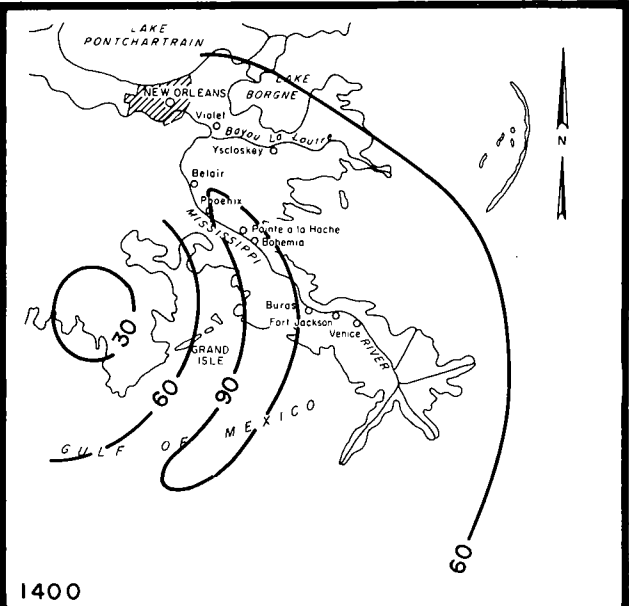 LAKE
PONTCHARTRAIN
LAKE
BORGNE
NEW ORLEANS
Violet
Bayou La Loutre
Yscloskey
N
Belair
Phoenix
MISSISSIPPI
Pointe a la Hache
Bohemia
Buras
Fort Jackson
Venice
RIVER
30
GRAND
ISLE
60
90
GULF OF MEXICO
60
1400